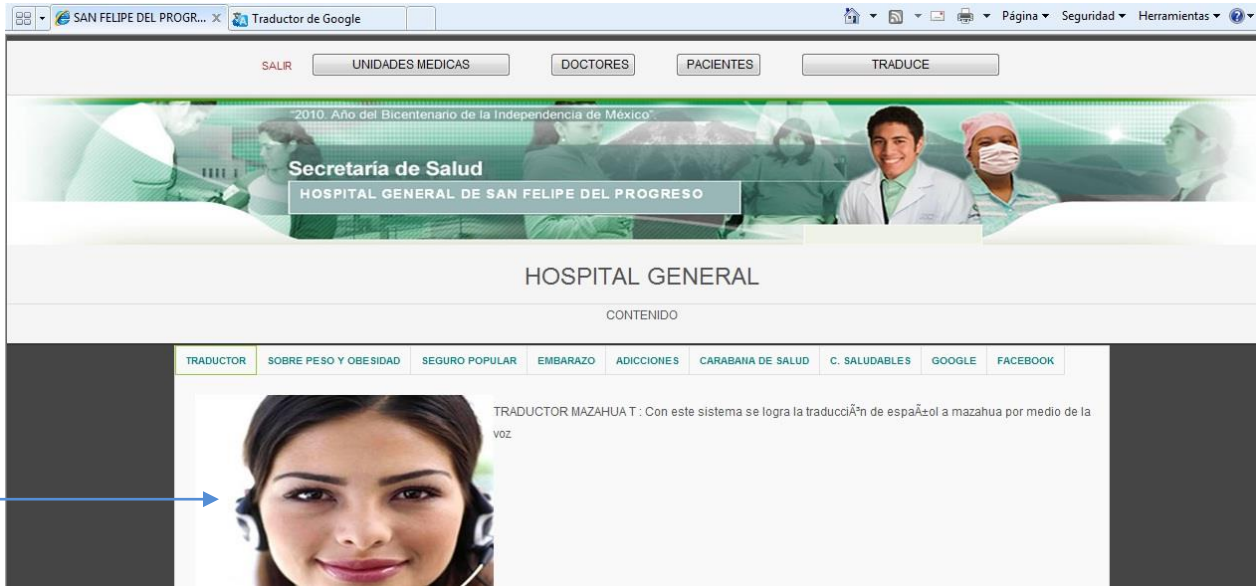 SAN FELIPE DEL PROGR... Traductor de Google Página Seguridad Herramientas
SALIR UNIDADES MEDICAS DOCTORES PACIENTES TRADUCE
"2010. Año del Bicentenario de la Independencia de México".
Secretaría de Salud
HOSPITAL GENERAL DE SAN FELIPE DEL PROGRESO
HOSPITAL GENERAL
CONTENIDO
TRADUCTOR SOBRE PESO Y OBESIDAD SEGURO POPULAR EMBARAZO ADICCIONES CARABANA DE SALUD C. SALUDABLES GOOGLE FACEBOOK
TRADUCTOR MAZAHUA T : Con este sistema se logra la traducciÃ³n de espaÃ±ol a mazahua por medio de la
voz